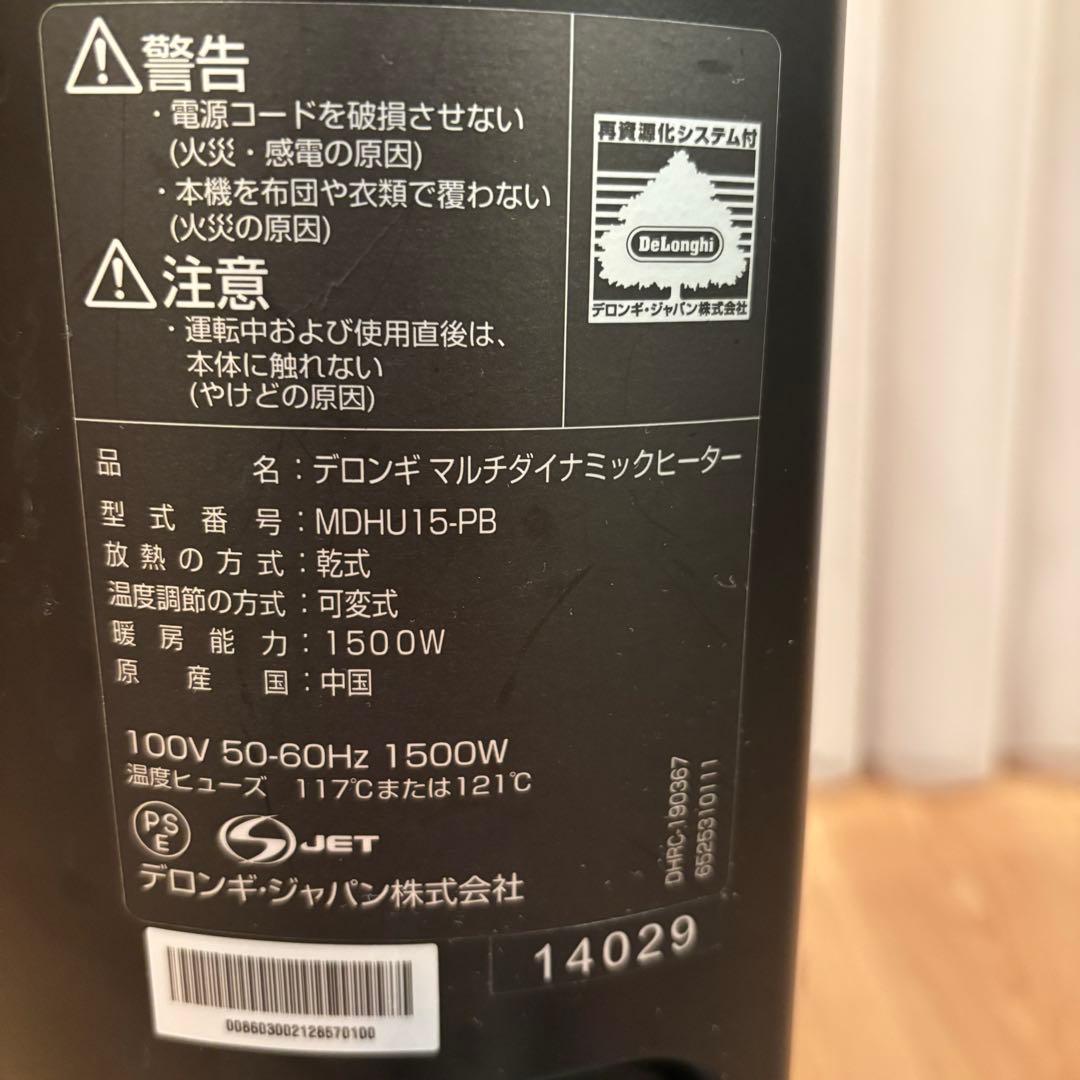 警告
・電源コードを破損させない
(火災・感電の原因)
・本機を布団や衣類で覆わない
(火災の原因)
注意
・運転中および使用直後は、
本体に触れない
(やけどの原因)
再資源化システム付
DeLonghi
デロンギ・ジャパン株式会社
品名：デロンギ マルチダイナミックヒーター
型式番号：MDHU15-PB
放熱の方式：乾式
温度調節の方式：可変式
暖房能力：1500W
原産国：中国
100V 50-60Hz 1500W
温度ヒューズ 117℃または121℃
PSE
JET
デロンギ・ジャパン株式会社
DHRC-190367
6525310111
14029
008603002128570100